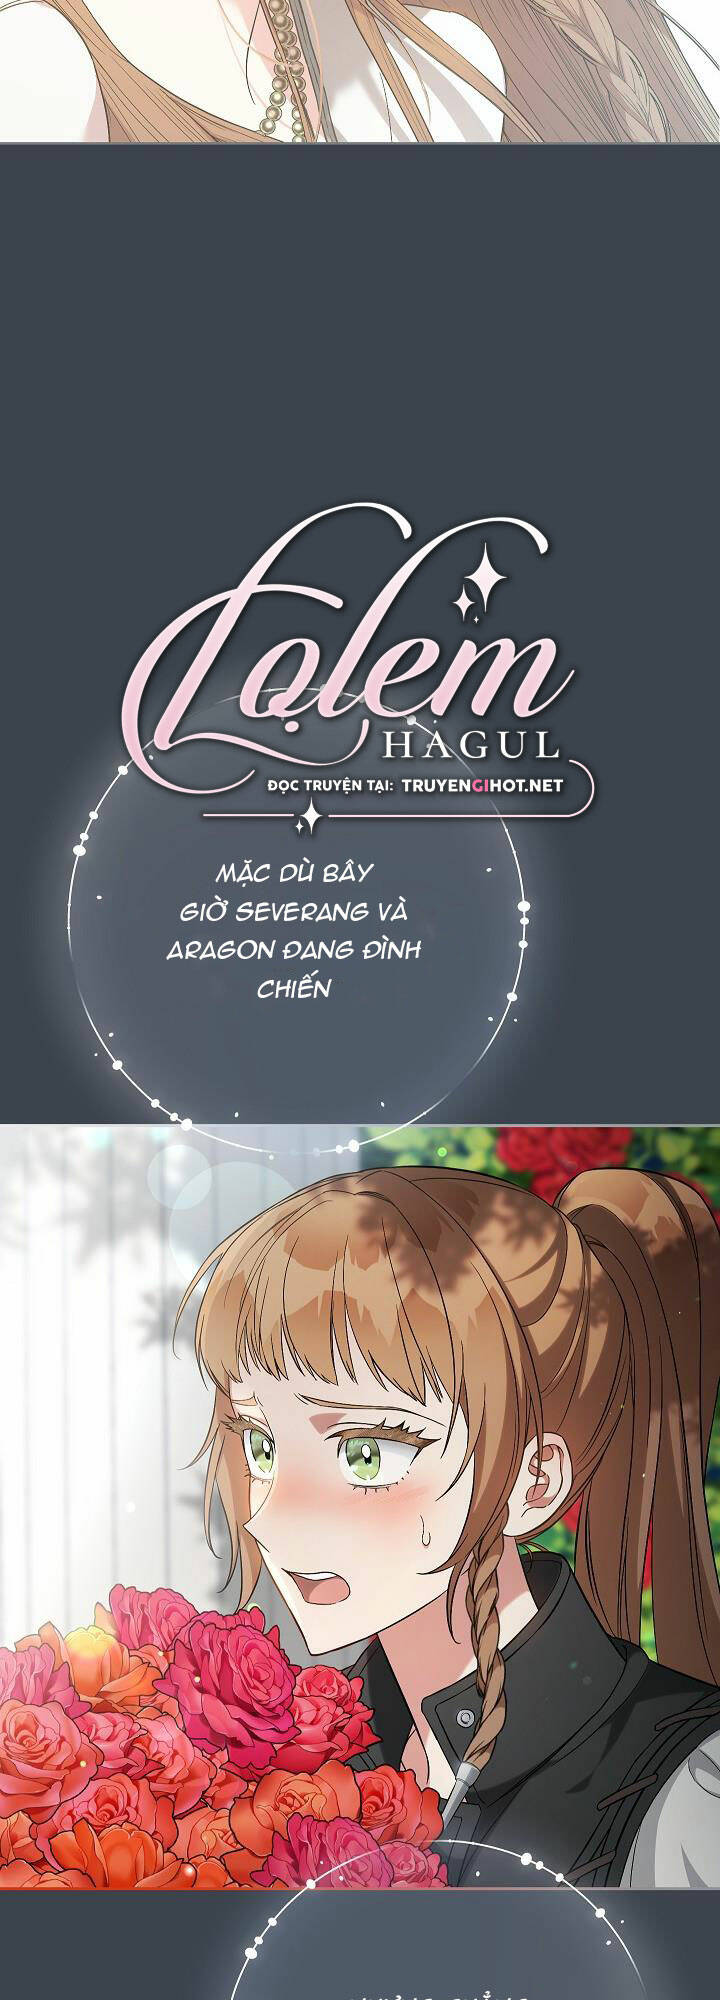 Lọlem
HAGUL
ĐỌC TRUYỆN TẠI: TRUYENGIHOT.NET
MẶC DÙ BÂY
GIỜ SEVERANG VÀ
ARAGON ĐANG ĐÌNH
CHIẾN